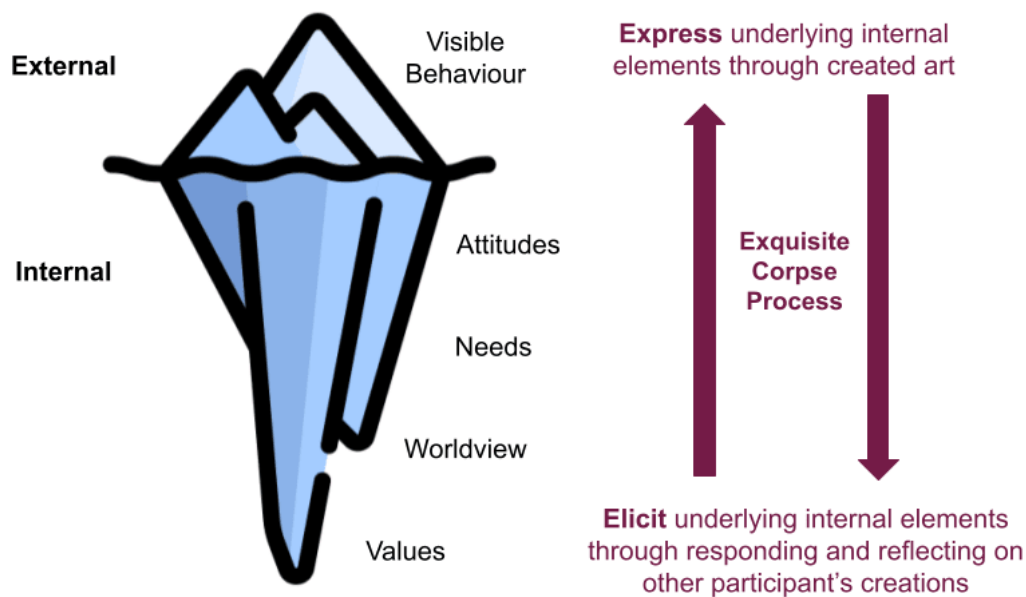 External
Visible
Behaviour
Internal
Attitudes
Needs
Worldview
Values
Express underlying internal
elements through created art
Exquisite
Corpse
Process
Elicit underlying internal elements
through responding and reflecting on
other participant's creations